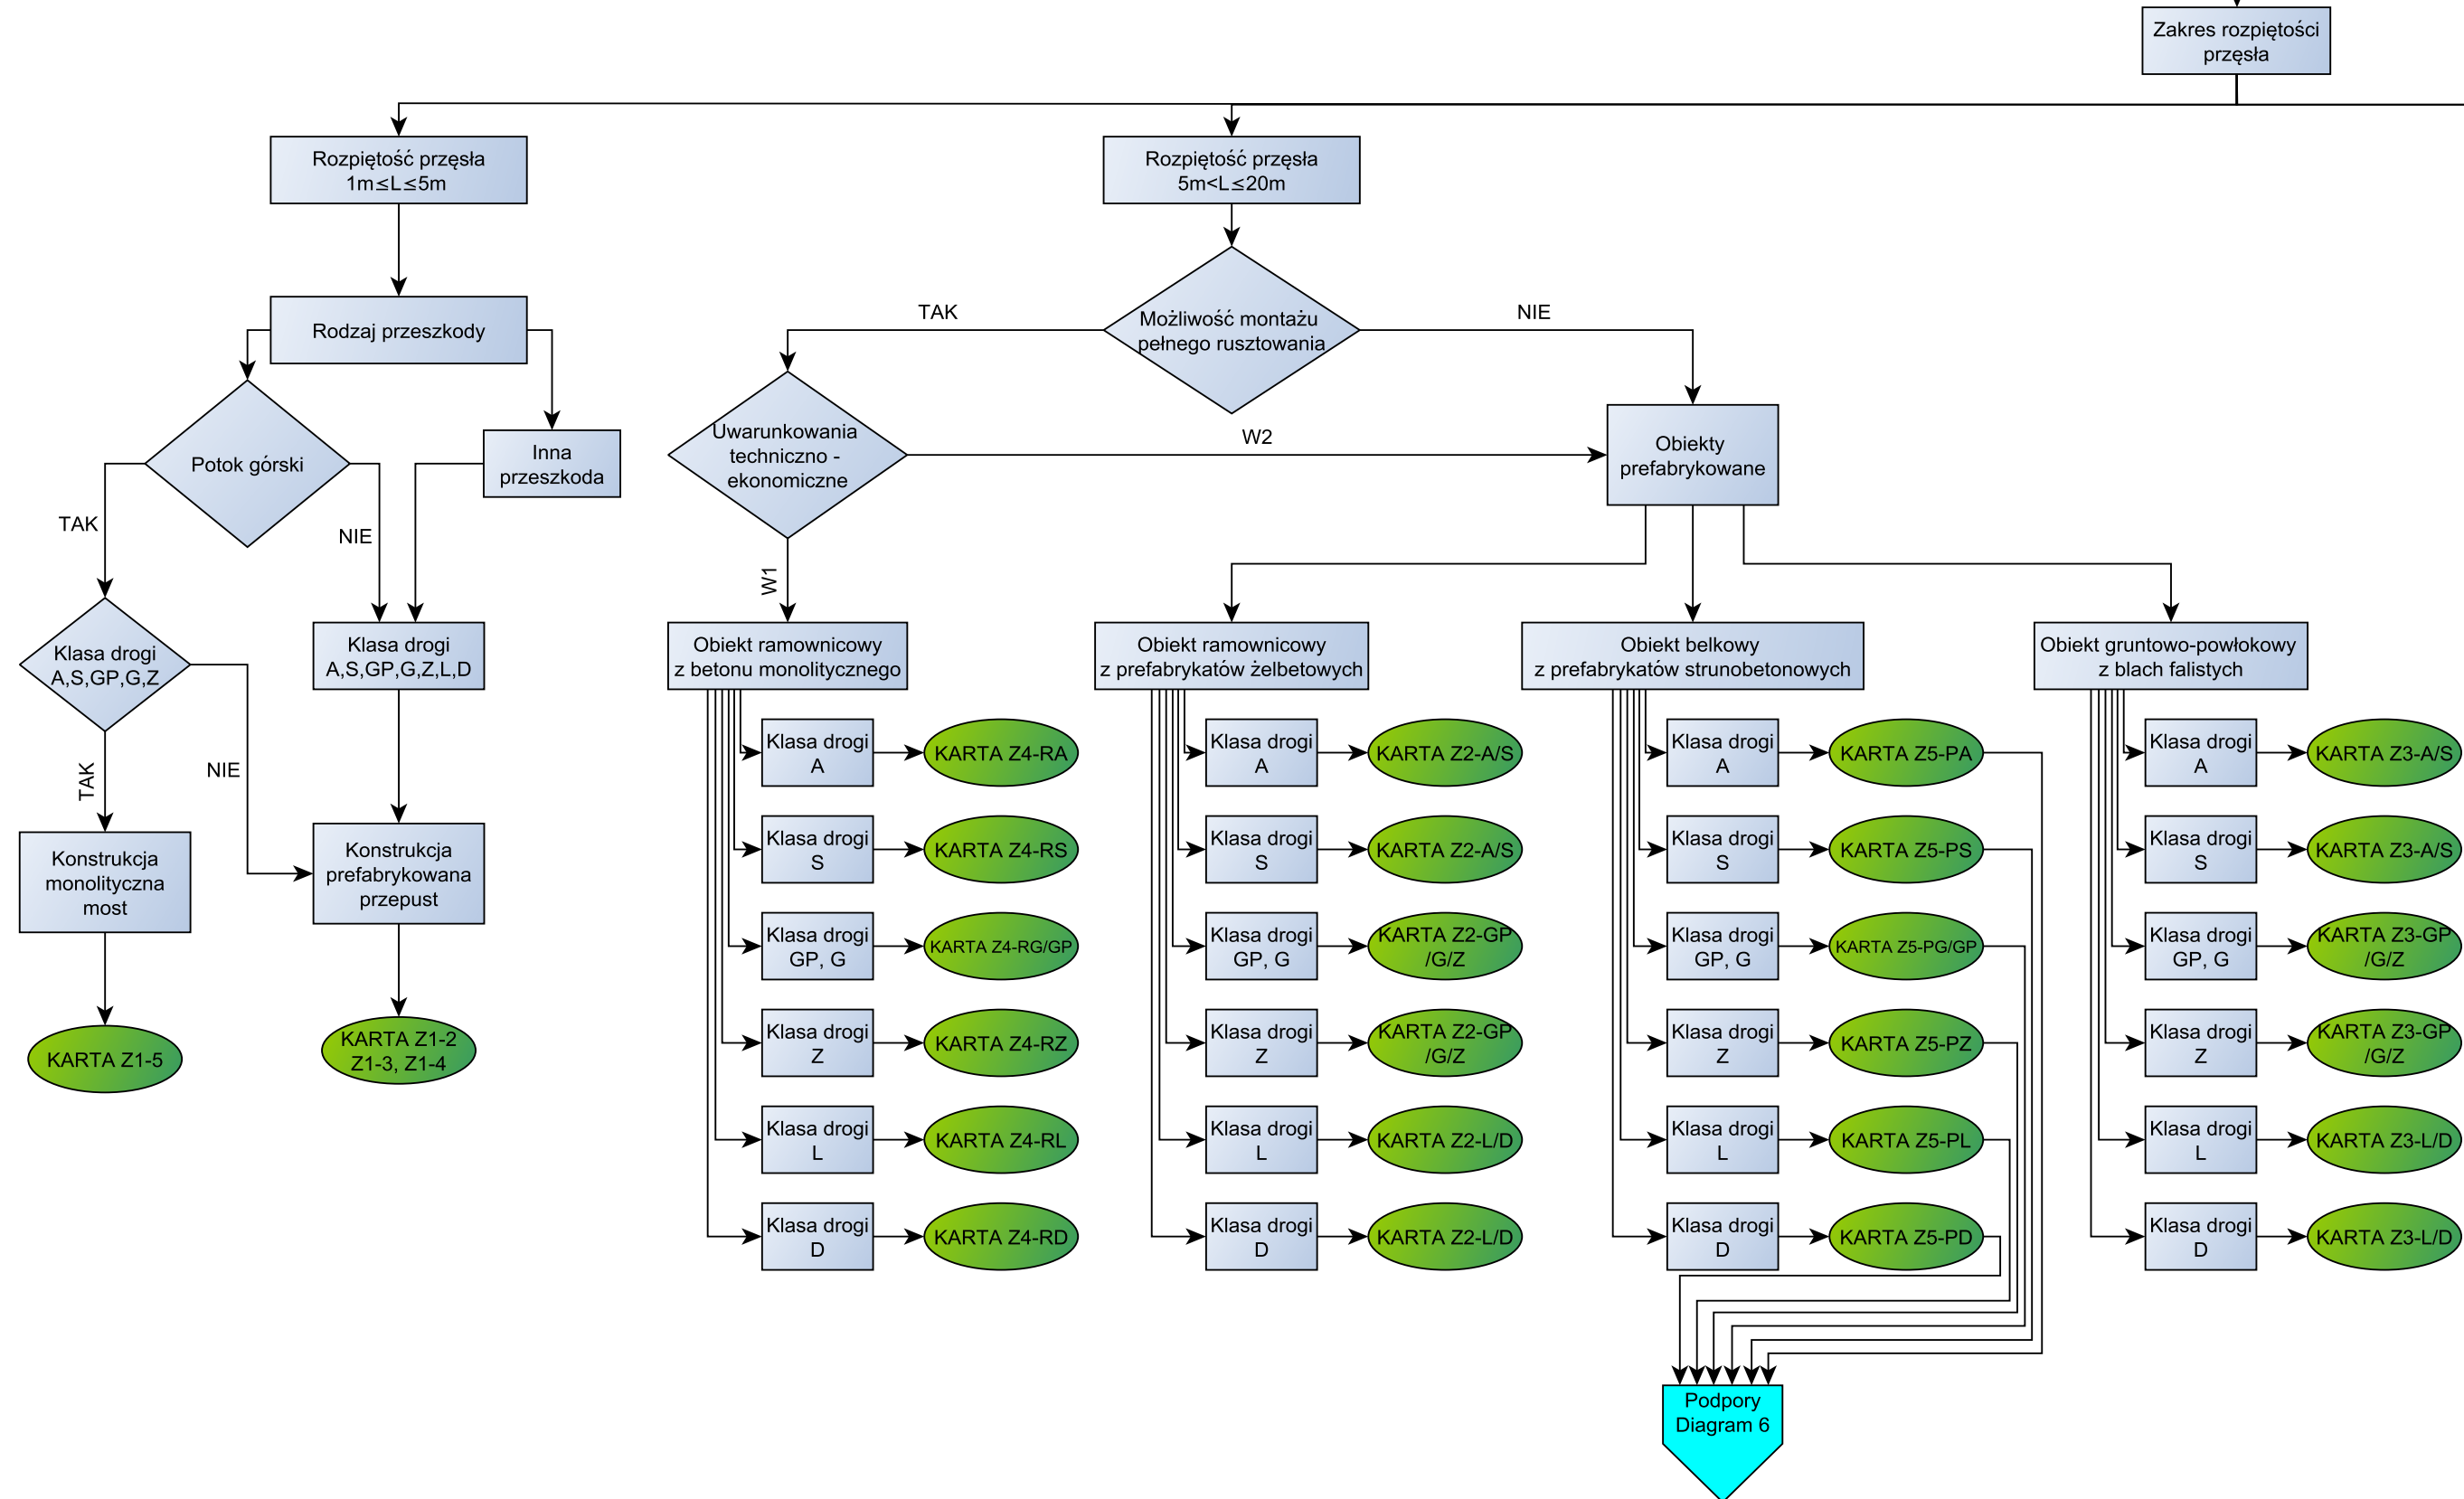 Zakres rozpiętości
przęsła
Rozpiętość przęsła
1m≤L≤5m
Rozpiętość przęsła
5m<L≤20m
Rodzaj przeszkody
TAK
Możliwość montażu
pełnego rusztowania
NIE
Potok górski
Inna
przeszkoda
Uwarunkowania
techniczno -
ekonomiczne
W2
Obiekty
prefabrykowane
TAK
NIE
W1
Klasa drogi
A,S,GP,G,Z
Klasa drogi
A,S,GP,G,Z,L,D
Obiekt ramownicowy
z betonu monolitycznego
Obiekt ramownicowy
z prefabrykatów żelbetowych
Obiekt belkowy
z prefabrykatów strunobetonowych
Obiekt gruntowo-powłokowy
z blach falistych
TAK
NIE
Konstrukcja
monolityczna
most
Konstrukcja
prefabrykowana
przepust
KARTA Z1-5
KARTA Z1-2
Z1-3, Z1-4
Klasa drogi
A
KARTA Z4-RA
Klasa drogi
S
KARTA Z4-RS
Klasa drogi
GP, G
KARTA Z4-RG/GP
Klasa drogi
Z
KARTA Z4-RZ
Klasa drogi
L
KARTA Z4-RL
Klasa drogi
D
KARTA Z4-RD
Klasa drogi
A
KARTA Z2-A/S
Klasa drogi
S
KARTA Z2-A/S
Klasa drogi
GP, G
KARTA Z2-GP
/G/Z
Klasa drogi
Z
KARTA Z2-GP
/G/Z
Klasa drogi
L
KARTA Z2-L/D
Klasa drogi
D
KARTA Z2-L/D
Klasa drogi
A
KARTA Z5-PA
Klasa drogi
S
KARTA Z5-PS
Klasa drogi
GP, G
KARTA Z5-PG/GP
Klasa drogi
Z
KARTA Z5-PZ
Klasa drogi
L
KARTA Z5-PL
Klasa drogi
D
KARTA Z5-PD
Klasa drogi
A
KARTA Z3-A/S
Klasa drogi
S
KARTA Z3-A/S
Klasa drogi
GP, G
KARTA Z3-GP
/G/Z
Klasa drogi
Z
KARTA Z3-GP
/G/Z
Klasa drogi
L
KARTA Z3-L/D
Klasa drogi
D
KARTA Z3-L/D
Podpory
Diagram 6